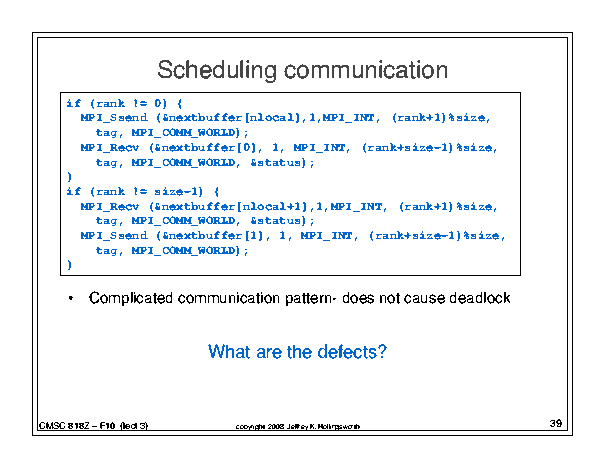 Scheduling communication
if (rank != 0) {
MPI_Ssend (&nextbuffer[nlocal],1,MPI_INT, (rank+1)%size,
tag, MPI_COMM_WORLD);
MPI_Recv (&nextbuffer[0], 1, MPI_INT, (rank+size-1)%size,
tag, MPI_COMM_WORLD, &status);
}
if (rank != size-1) {
MPI_Recv (&nextbuffer[nlocal+1],1,MPI_INT, (rank+1)%size,
tag, MPI_COMM_WORLD, &status);
MPI_Ssend (&nextbuffer[1], 1, MPI_INT, (rank+size-1)%size,
tag, MPI_COMM_WORLD);
}
• Complicated communication pattern- does not cause deadlock
What are the defects?
CMSC 818Z – F10 (lect 3)
copyright 2008 Jeffrey K. Hollingsworth
39